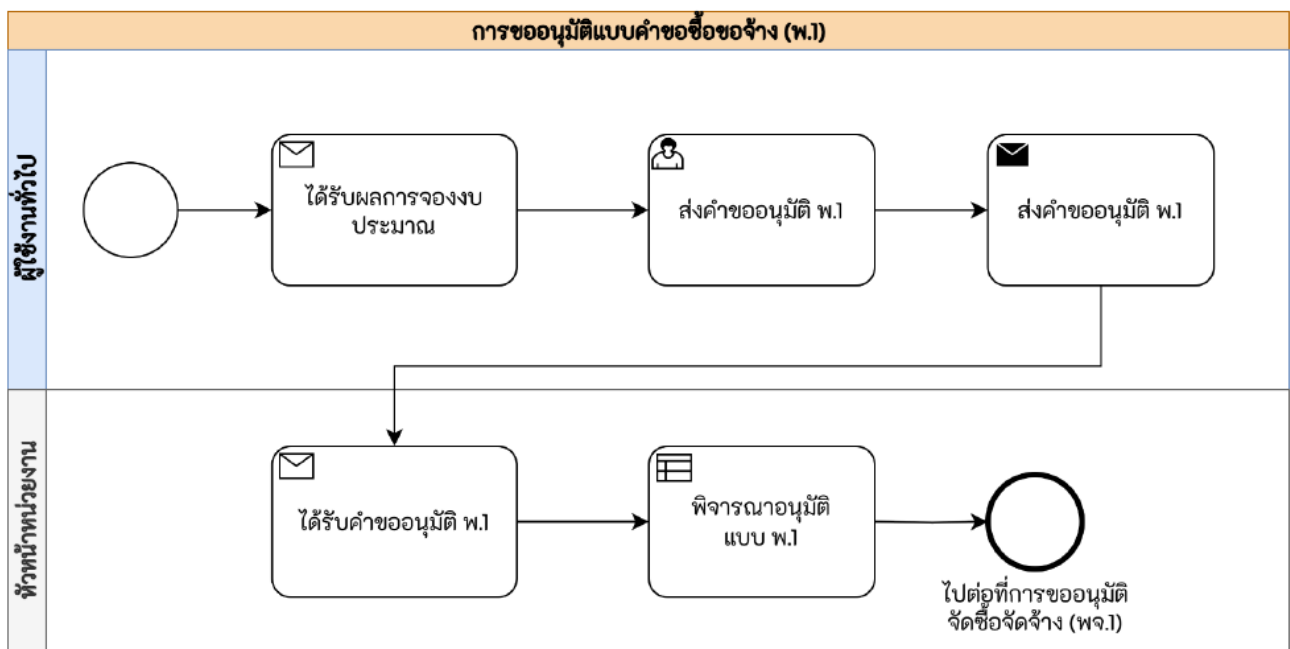 การขออนุมัติแบบคำขอซื้อขอจ้าง (พ.1)
ผู้ใช้งานทั่วไป
ได้รับผลการจองงบ
ประมาณ
ส่งคำขออนุมัติ พ.1
ส่งคำขออนุมัติ พ.1
หัวหน้าหน่วยงาน
ได้รับคำขออนุมัติ พ.1
พิจารณาอนุมัติ
แบบ พ.1
ไปต่อที่การขออนุมัติ
จัดซื้อจัดจ้าง (พจ.1)